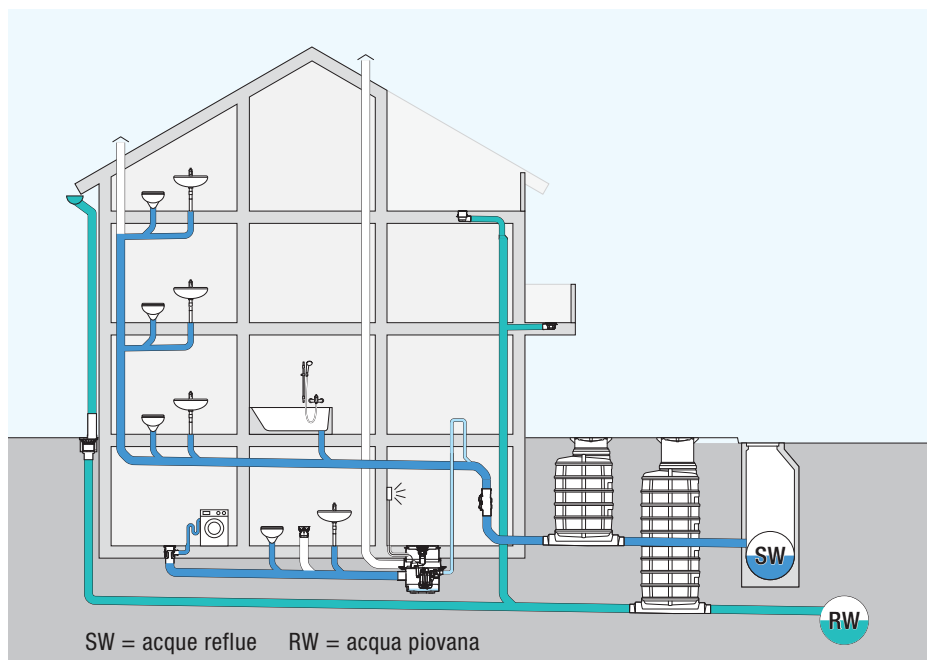 SW
RW
SW = acque reflue RW = acqua piovana